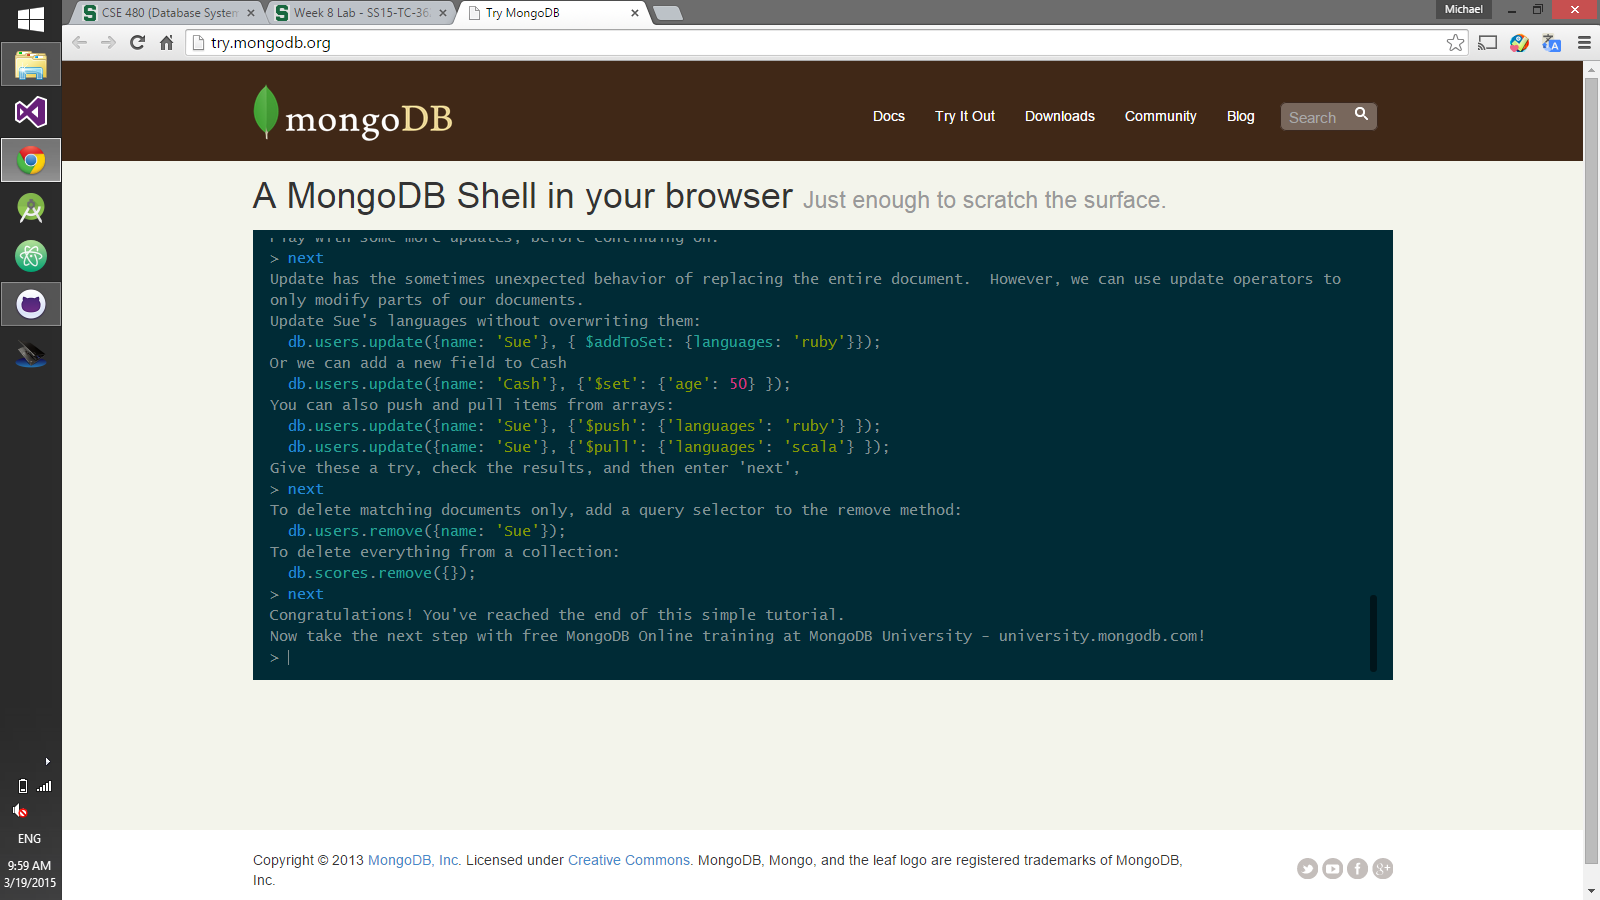 CSE 480 (Database System
Week 8 Lab - SS15-TC-36
Try MongoDB
Michael
try.mongodb.org
mongoDB
Docs
Try It Out
Downloads
Community
Blog
Search
A MongoDB Shell in your browser Just enough to scratch the surface.
Play with some more updates, before continuing on.
> next
Update has the sometimes unexpected behavior of replacing the entire document.  However, we can use update operators to
only modify parts of our documents.
Update Sue's languages without overwriting them:
  db.users.update({name: 'Sue'}, { $addToSet: {languages: 'ruby'}});
Or we can add a new field to Cash
  db.users.update({name: 'Cash'}, {'$set': {'age': 50} });
You can also push and pull items from arrays:
  db.users.update({name: 'Sue'}, {'$push': {'languages': 'ruby'} });
  db.users.update({name: 'Sue'}, {'$pull': {'languages': 'scala'} });
Give these a try, check the results, and then enter 'next',
> next
To delete matching documents only, add a query selector to the remove method:
  db.users.remove({name: 'Sue'});
To delete everything from a collection:
  db.scores.remove({});
> next
Congratulations! You've reached the end of this simple tutorial.
Now take the next step with free MongoDB Online training at MongoDB University - university.mongodb.com!
>
Copyright © 2013 MongoDB, Inc. Licensed under Creative Commons. MongoDB, Mongo, and the leaf logo are registered trademarks of MongoDB,
Inc.
ENG
9:59 AM
3/19/2015